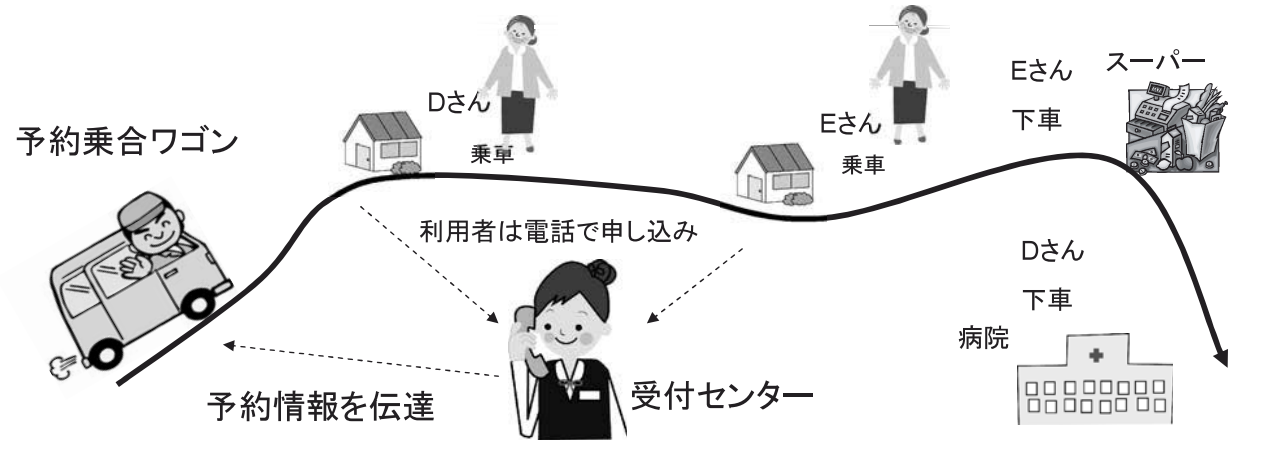 予約乗合ワゴン
Dさん
乗車
Eさん
乗車
Eさん
下車
スーパー
利用者は電話で申し込み
Dさん
下車
病院
予約情報を伝達
受付センター